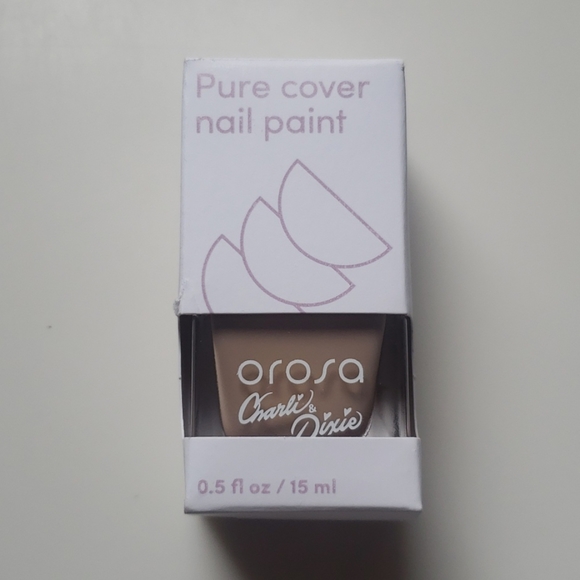 Pure cover
nail paint
orosa
Charli &
Dixie
0.5 fl oz / 15 ml